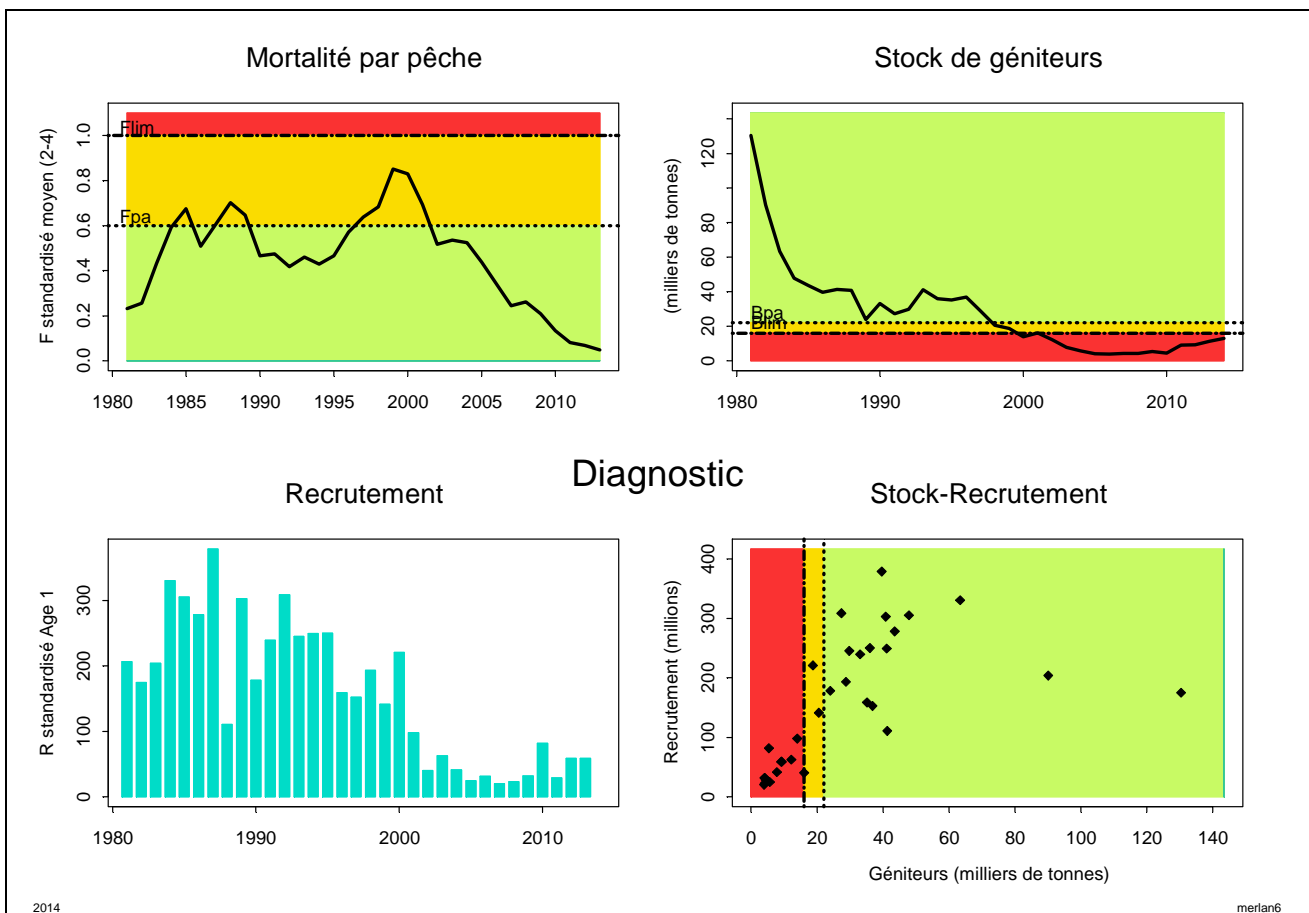 Mortalité par pêche
F standardisé moyen (2-4)
0.0 0.2 0.4 0.6 0.8 1.0
Flim
Fpa
1980 1985 1990 1995 2000 2005 2010
Stock de géniteurs
(milliers de tonnes)
0 20 40 60 80 120
Bpa
Blim
1980 1990 2000 2010
Diagnostic
Recrutement
R standardisé Age 1
0 100 200 300
1980 1990 2000 2010
Stock-Recrutement
Recrutement (millions)
0 100 200 300 400
0 20 40 60 80 100 120 140
Géniteurs (milliers de tonnes)
2014
merlan6